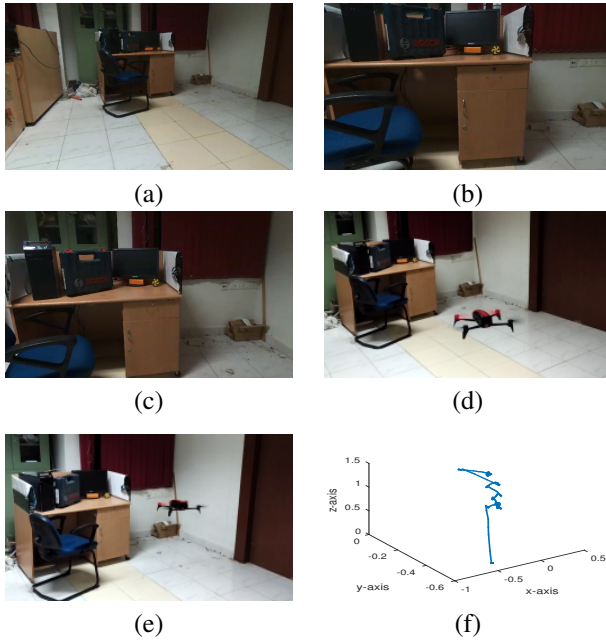 (a)
(b)
BOSCH
(c)
(d)
1.5
1
0.5
0
z-axis
0
-0.2
-0.4
-0.6
y-axis
-1
-0.5
0
0.5
x-axis
(e)
(f)